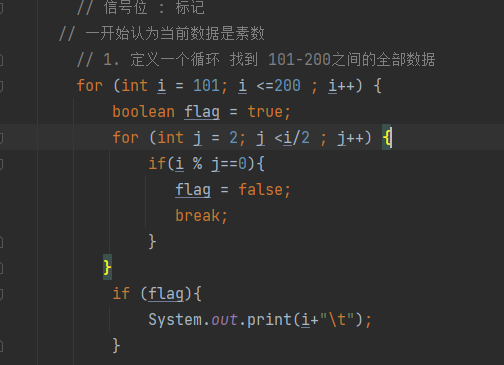 // 信号位 : 标记
// 一开始认为当前数据是素数
// 1. 定义一个循环 找到 101-200之间的全部数据
for (int i = 101; i <=200 ; i++) {
boolean flag = true;
for (int j = 2; j <i/2 ; j++) {
if(i % j==0){
flag = false;
break;
}
}
if (flag){
System.out.print(i+"\t");
}